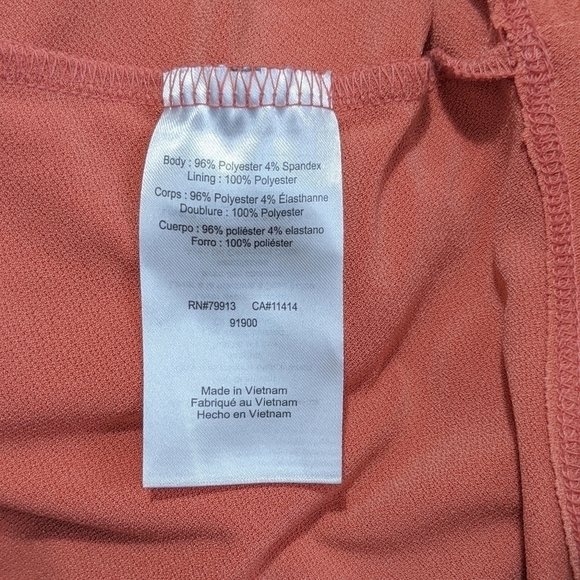 Body : 96% Polyester 4% Spandex
Lining : 100% Polyester
Corps : 96% Polyester 4% Élasthanne
Doublure : 100% Polyester
Cuerpo : 96% poliéster 4% elastano
Forro : 100% poliéster
RN#79913 CA#11414
91900
Made in Vietnam
Fabriqué au Vietnam
Hecho en Vietnam